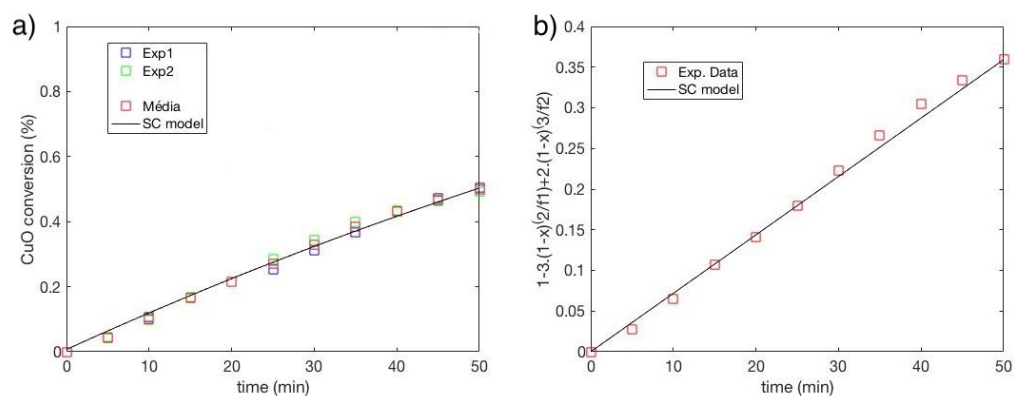 a)
1
0.8
0.6
0.4
0.2
0
CuO conversion (%)
Exp1
Exp2
Média
SC model
0 10 20 30 40 50
time (min)
b)
0.4
0.35
0.3
0.25
0.2
0.15
0.1
0.05
0
1-3.(1-x)^(2/f1)+2.(1-x)^(3/f2)
Exp. Data
SC model
0 10 20 30 40 50
time (min)